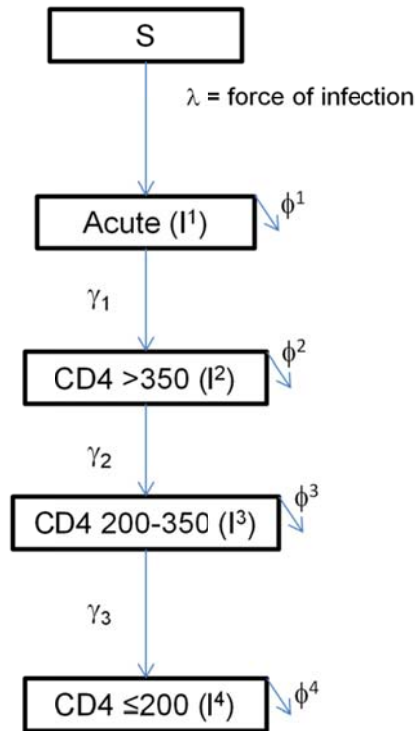 S
λ = force of infection
Acute (I¹)
ϕ¹
γ₁
CD4 >350 (I²)
ϕ²
γ₂
CD4 200-350 (I³)
ϕ³
γ₃
CD4 ≤200 (I⁴)
ϕ⁴